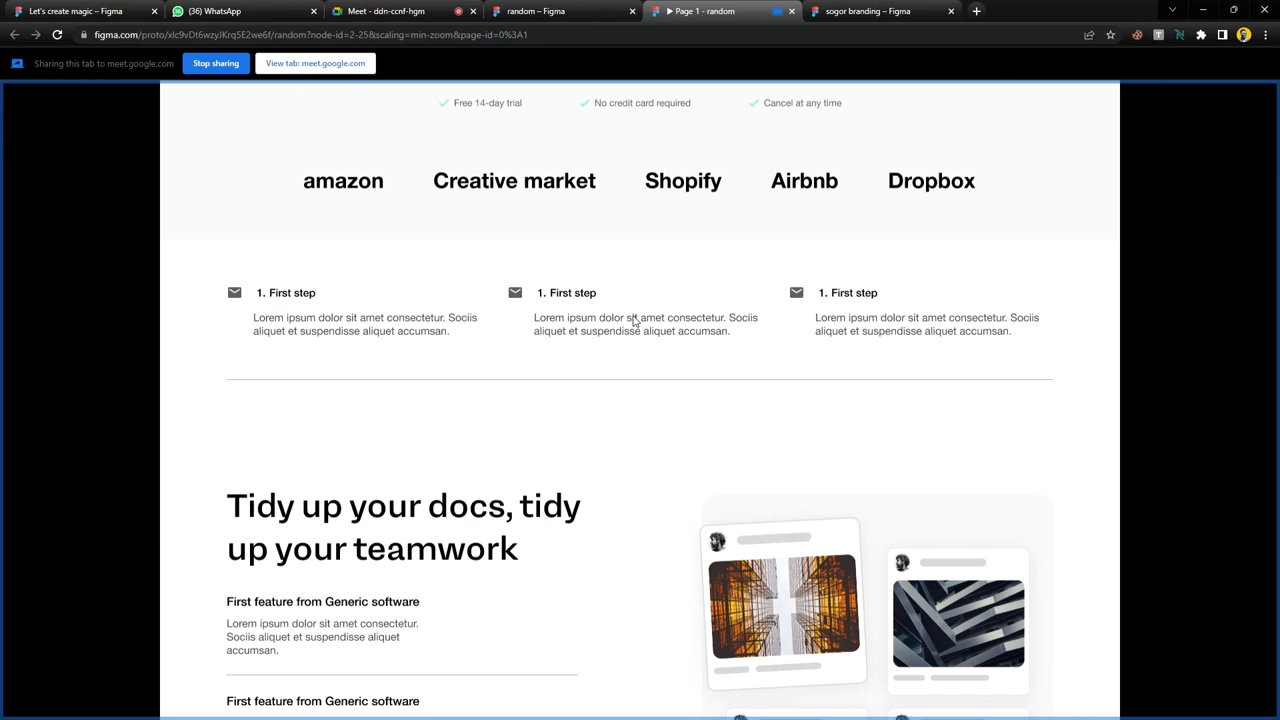 Let's create magic – Figma
(36) WhatsApp
Meet - ddn-ccnf-hgm
random – Figma
Page 1 - random
sogor branding – Figma
figma.com/proto/xlc9vDt6wzyJKrq5E2we6f/random?node-id=2-25&scaling=min-zoom&page-id=0%3A1
Sharing this tab to meet.google.com
Stop sharing
View tab: meet.google.com
Free 14-day trial
No credit card required
Cancel at any time
amazon
Creative market
Shopify
Airbnb
Dropbox
1. First step
Lorem ipsum dolor sit amet consectetur. Sociis
aliquet et suspendisse aliquet accumsan.
1. First step
Lorem ipsum dolor sit amet consectetur. Sociis
aliquet et suspendisse aliquet accumsan.
1. First step
Lorem ipsum dolor sit amet consectetur. Sociis
aliquet et suspendisse aliquet accumsan.
Tidy up your docs, tidy
up your teamwork
First feature from Generic software
Lorem ipsum dolor sit amet consectetur.
Sociis aliquet et suspendisse aliquet
accumsan.
First feature from Generic software